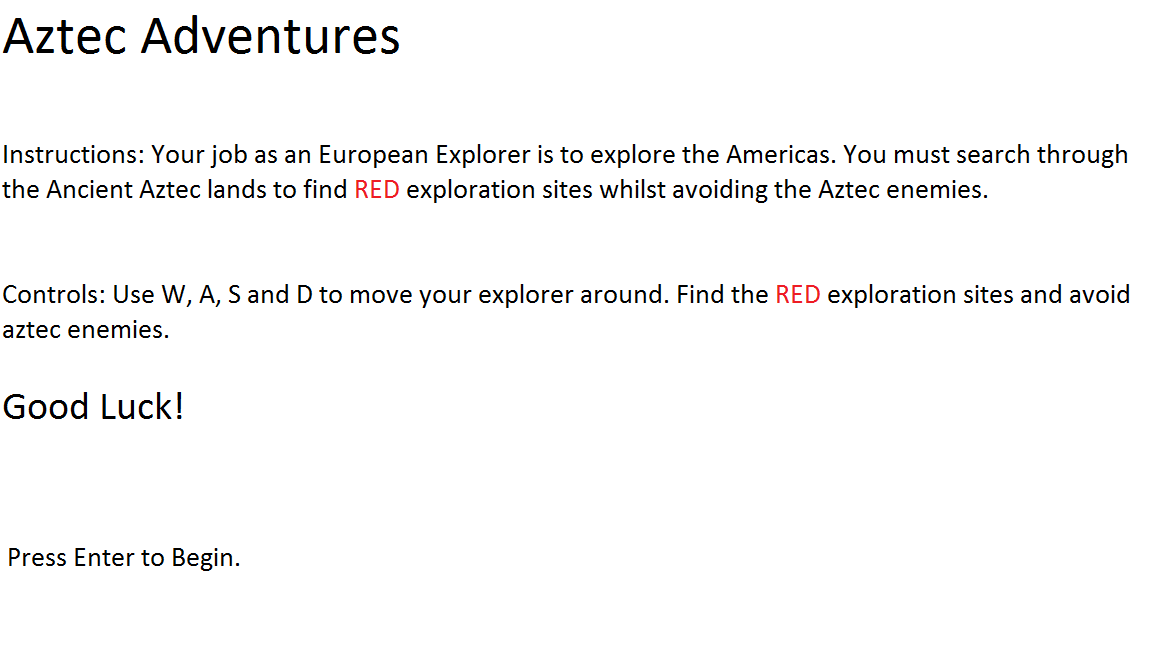 Aztec Adventures
Instructions: Your job as an European Explorer is to explore the Americas. You must search through
the Ancient Aztec lands to find RED exploration sites whilst avoiding the Aztec enemies.
Controls: Use W, A, S and D to move your explorer around. Find the RED exploration sites and avoid
aztec enemies.
Good Luck!
Press Enter to Begin.